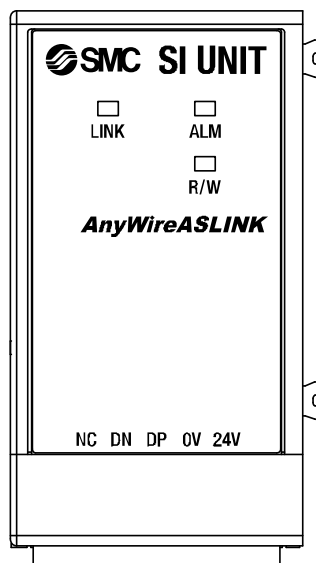 SMC SI UNIT
LINK ALM
R/W
AnyWireASLINK
NC DN DP 0V 24V